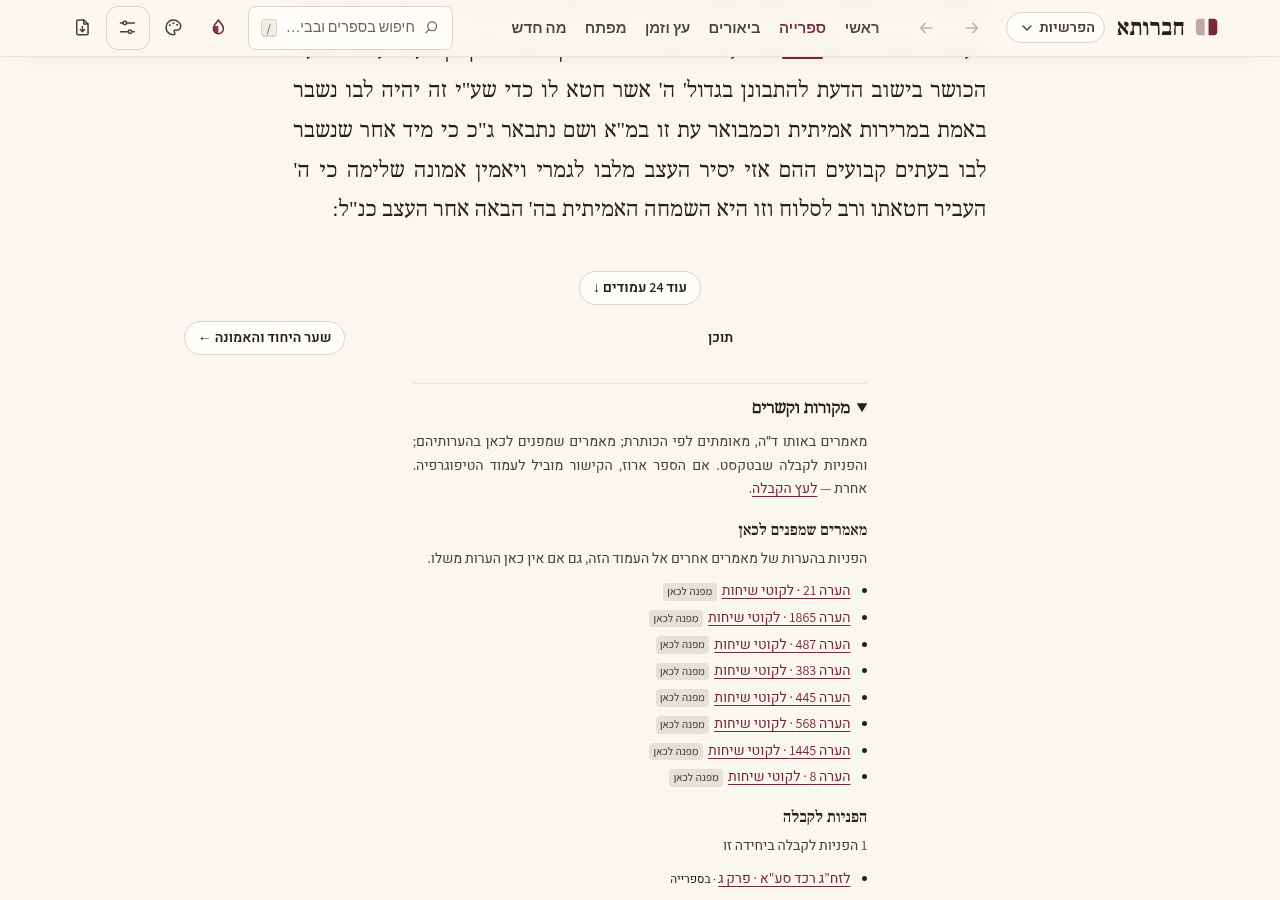 חברותא
הפרשיות
ראשי
ספרייה
ביאורים
עץ וזמן
מפתח
מה חדש
חיפוש בספרים ובבי...
/
הכושר בישוב הדעת להתבונן בגדול' ה' אשר חטא לו כדי שע"י זה יהיה לבו נשבר
באמת במרירות אמיתית וכמבואר עת זו במ"א ושם נתבאר ג"כ כי מיד אחר שנשבר
לבו בעתים קבועים ההם אזי יסיר העצב מלבו לגמרי ויאמין אמונה שלימה כי ה'
העביר חטאתו ורב לסלוח וזו היא השמחה האמיתית בה' הבאה אחר העצב כנ"ל:
עוד 24 עמודים ↓
תוכן
שער היחוד והאמונה ←
▼ מקורות וקשרים
מאמרים באותו ד״ה, מאומתים לפי הכותרת; מאמרים שמפנים לכאן בהערותיהם;
והפניות לקבלה שבטקסט. אם הספר ארוז, הקישור מוביל לעמוד הטיפוגרפיה.
אחרת — לעץ הקבלה.
מאמרים שמפנים לכאן
הפניות בהערות של מאמרים אחרים אל העמוד הזה, גם אם אין כאן הערות משלו.
• הערה 21 · לקוטי שיחות מפנה לכאן
• הערה 1865 · לקוטי שיחות מפנה לכאן
• הערה 487 · לקוטי שיחות מפנה לכאן
• הערה 383 · לקוטי שיחות מפנה לכאן
• הערה 445 · לקוטי שיחות מפנה לכאן
• הערה 568 · לקוטי שיחות מפנה לכאן
• הערה 1445 · לקוטי שיחות מפנה לכאן
• הערה 8 · לקוטי שיחות מפנה לכאן
הפניות לקבלה
1 הפניות לקבלה ביחידה זו
• לזח"ג רכד סע"א · פרק ג · בספרייה